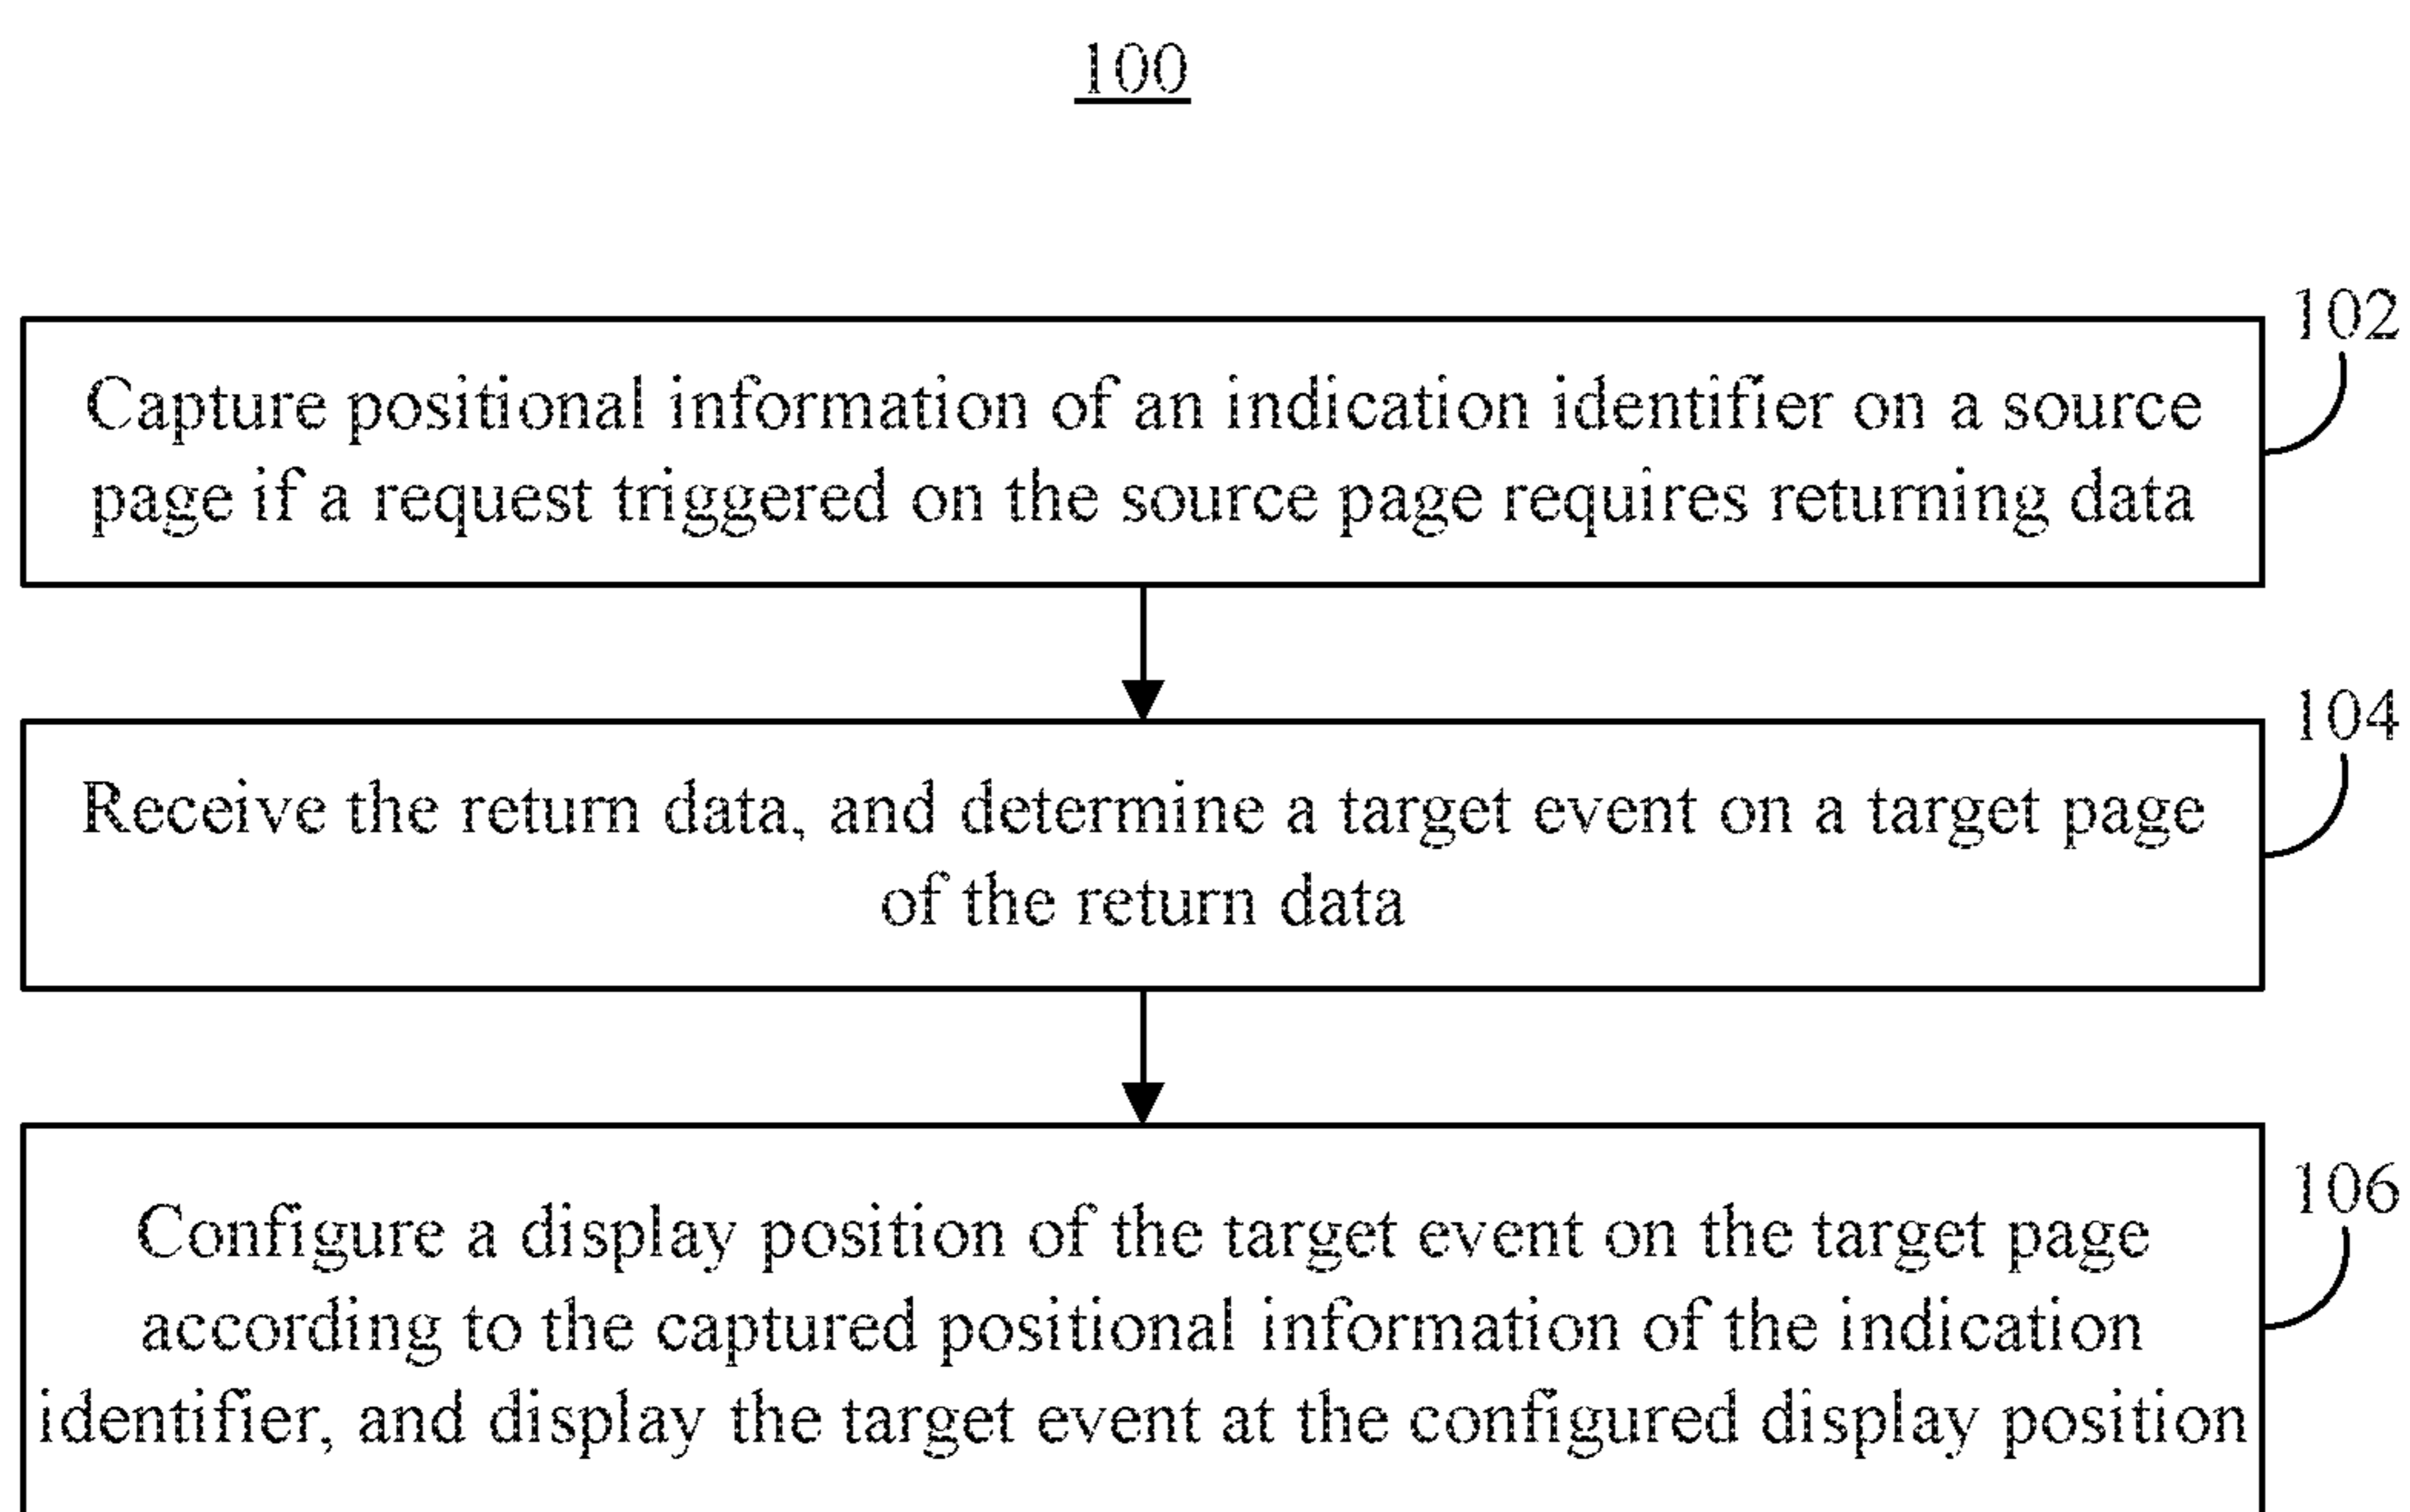 100
102
Capture positional information of an indication identifier on a source
page if a request triggered on the source page requires returning data
104
Receive the return data, and determine a target event on a target page
of the return data
106
Configure a display position of the target event on the target page
according to the captured positional information of the indication
identifier, and display the target event at the configured display position